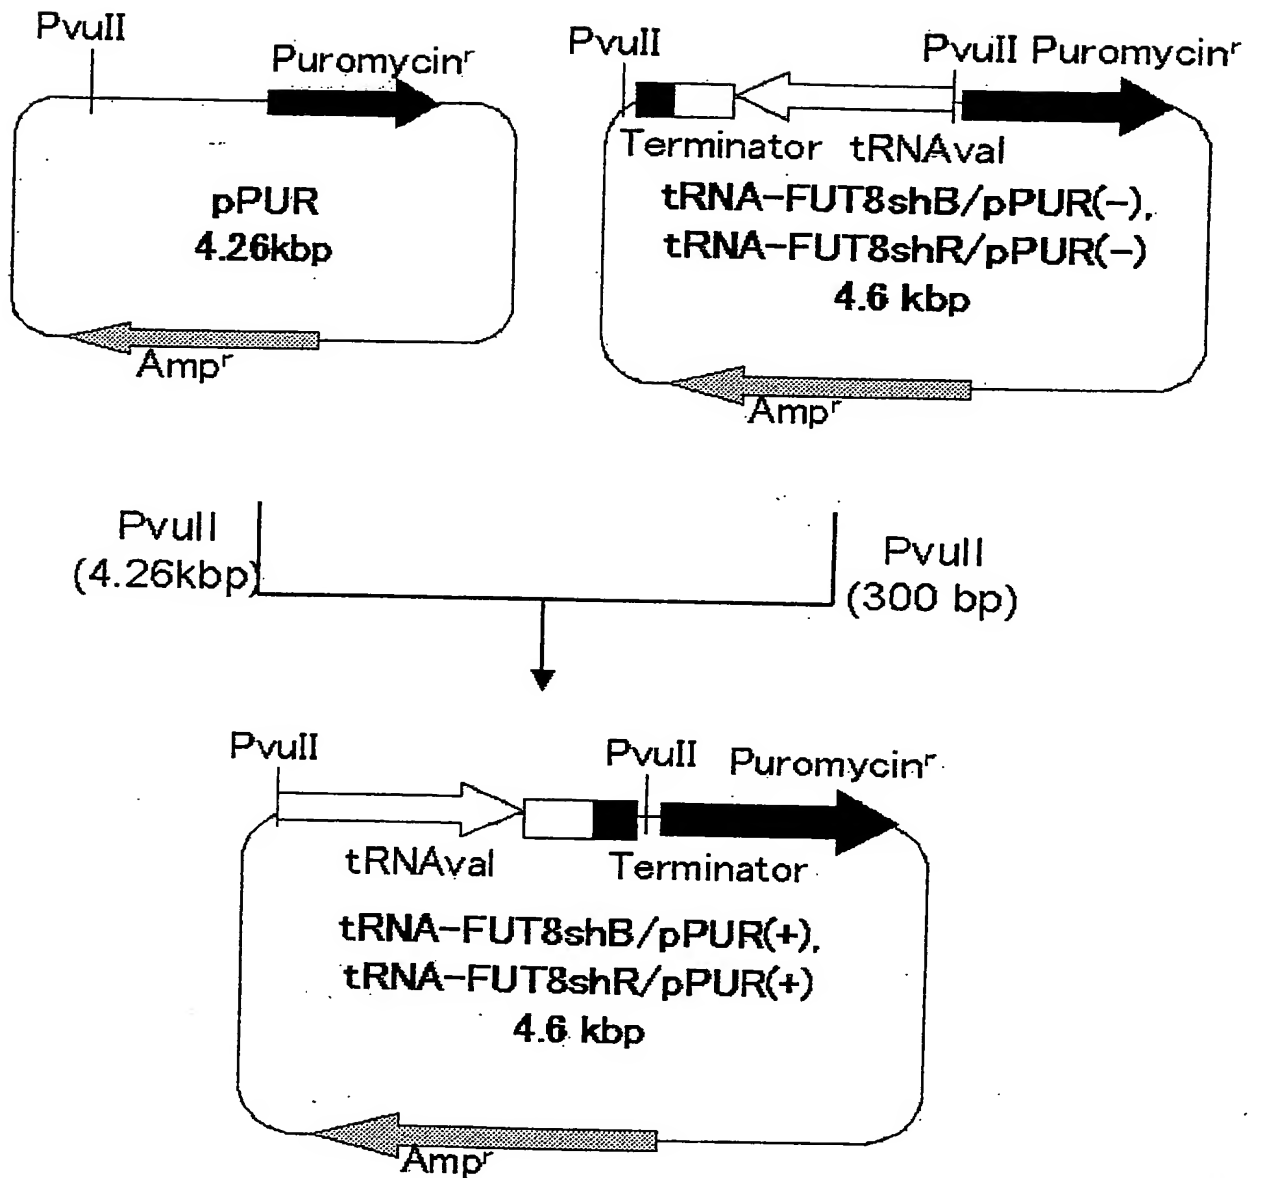 PvuII
Puromycinʳ
pPUR
4.26kbp
Ampʳ
PvuII
PvuII Puromycinʳ
Terminator tRNAval
tRNA-FUT8shB/pPUR(-),
tRNA-FUT8shR/pPUR(-)
4.6 kbp
Ampʳ
PvuII
(4.26kbp)
PvuII
(300 bp)
PvuII
PvuII
Puromycinʳ
tRNAval
Terminator
tRNA-FUT8shB/pPUR(+),
tRNA-FUT8shR/pPUR(+)
4.6 kbp
Ampʳ